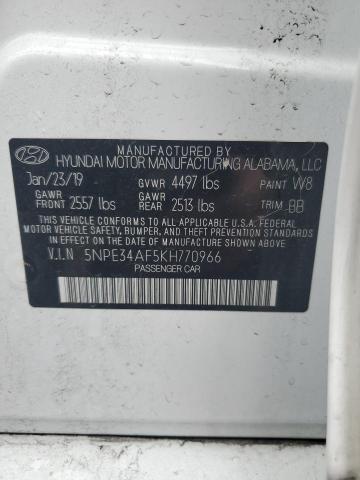 MANUFACTURED BY
HYUNDAI MOTOR MANUFACTURING ALABAMA, LLC
Jan/23/19 GVWR 4497 lbs PAINT W8
GAWR FRONT 2557 lbs GAWR REAR 2513 lbs TRIM
THIS VEHICLE CONFORMS TO ALL APPLICABLE U.S. FEDERAL
MOTOR VEHICLE SAFETY, BUMPER, AND THEFT PREVENTION
STANDARDS IN EFFECT ON THE DATE OF MANUFACTURE SHOWN ABOVE.
V.I.N 5NPE34AF5KH770966
PASSENGER CAR